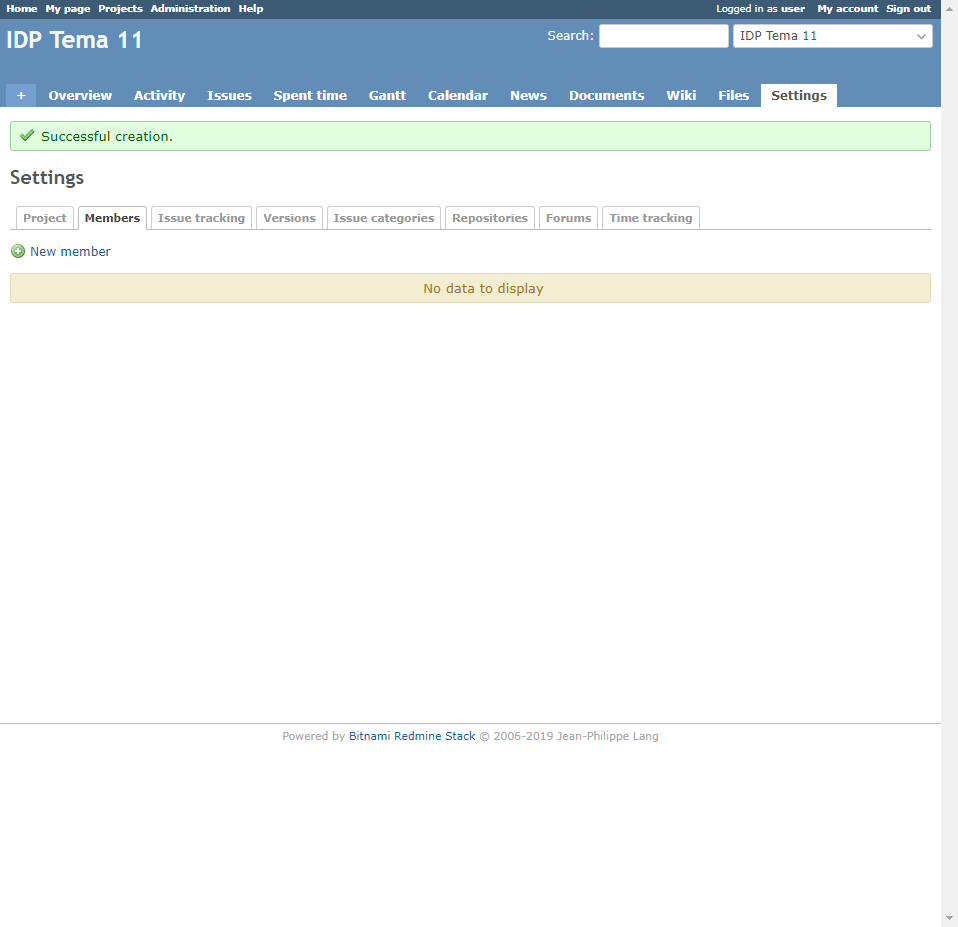 Home My page Projects Administration Help Logged in as user My account Sign out
IDP Tema 11 Search: IDP Tema 11
+ Overview Activity Issues Spent time Gantt Calendar News Documents Wiki Files Settings
Successful creation.
Settings
Project Members Issue tracking Versions Issue categories Repositories Forums Time tracking
New member
No data to display
Powered by Bitnami Redmine Stack © 2006-2019 Jean-Philippe Lang